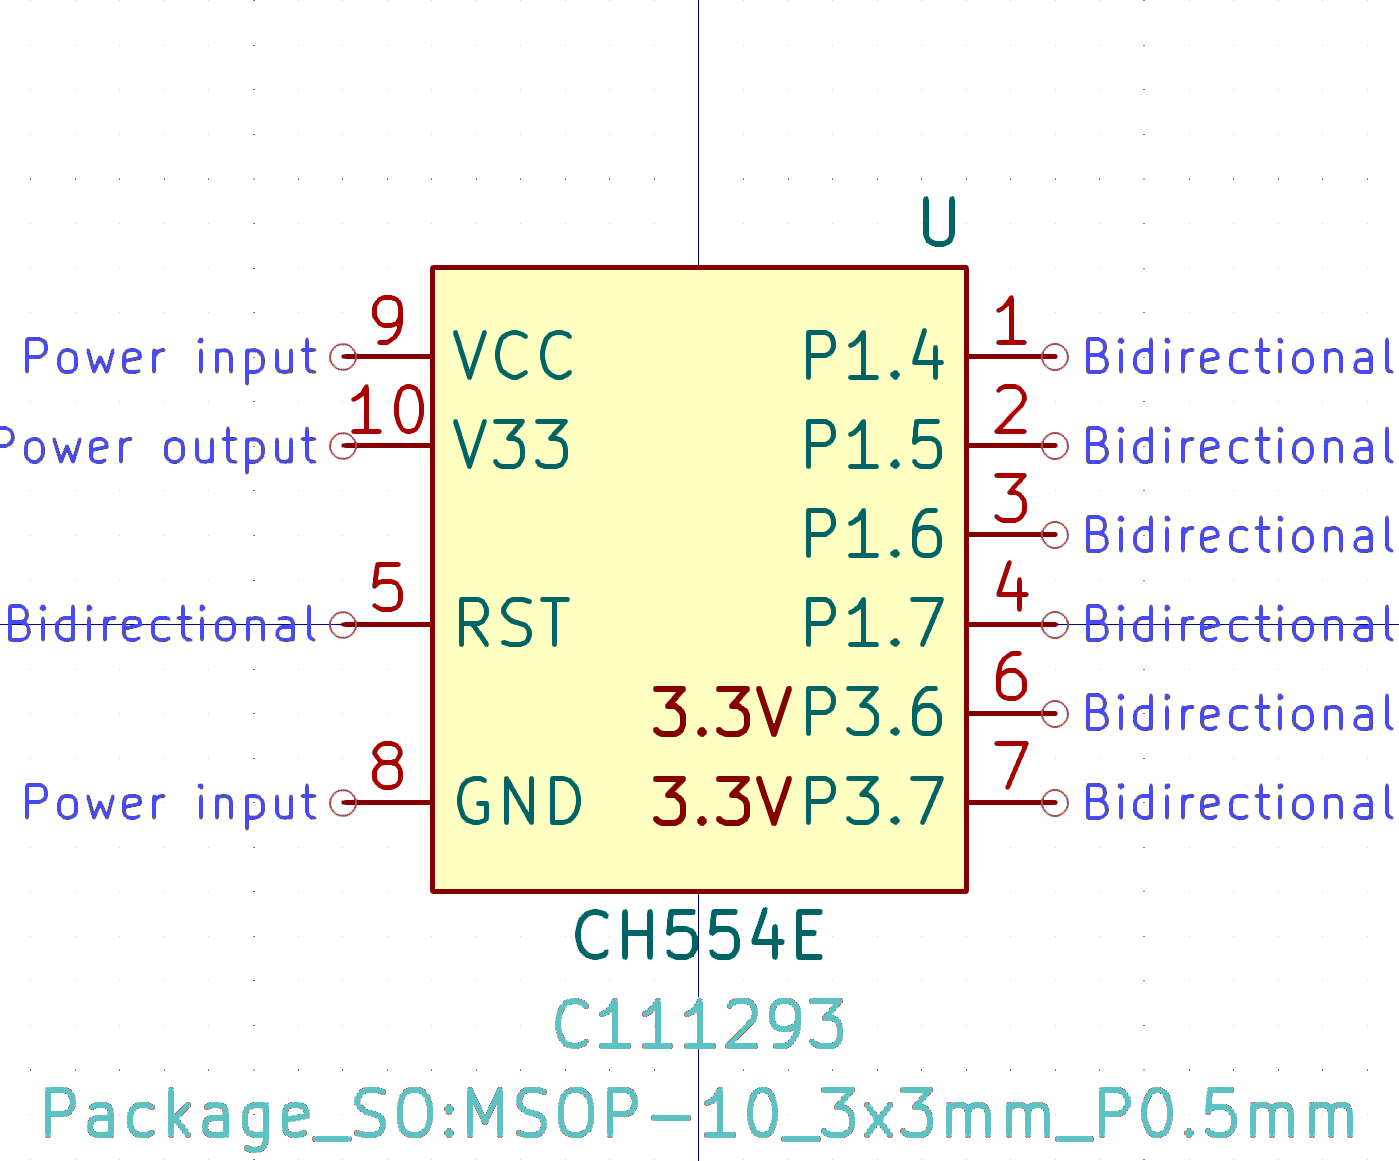 U
9 1
Power input VCC P1.4 Bidirectional
10 2
Power output V33 P1.5 Bidirectional
3
P1.6 Bidirectional
5 4
Bidirectional RST P1.7 Bidirectional
6
3.3V P3.6 Bidirectional
8 7
Power input GND 3.3V P3.7 Bidirectional
CH554E
C111293
Package_SO:MSOP-10_3x3mm_P0.5mm